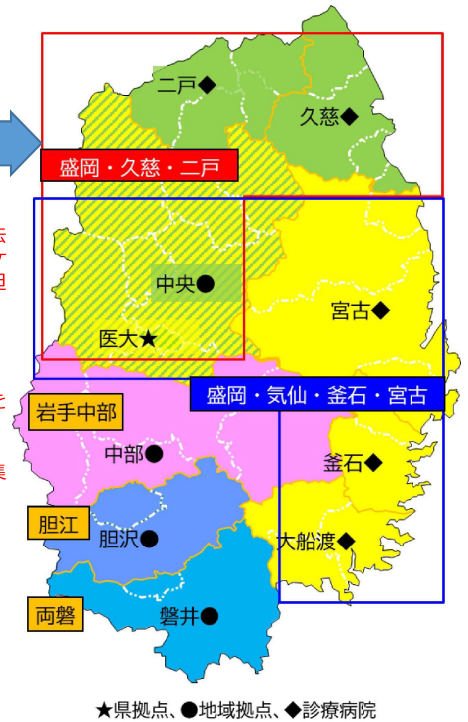 二戸◆
久慈◆
盛岡・久慈・二戸
中央●
宮古◆
医大★
盛岡・気仙・釜石・宮古
岩手中部
中部●
釜石◆
胆江
胆沢●
大船渡◆
両磐
磐井●
★県拠点、●地域拠点、◆診療病院